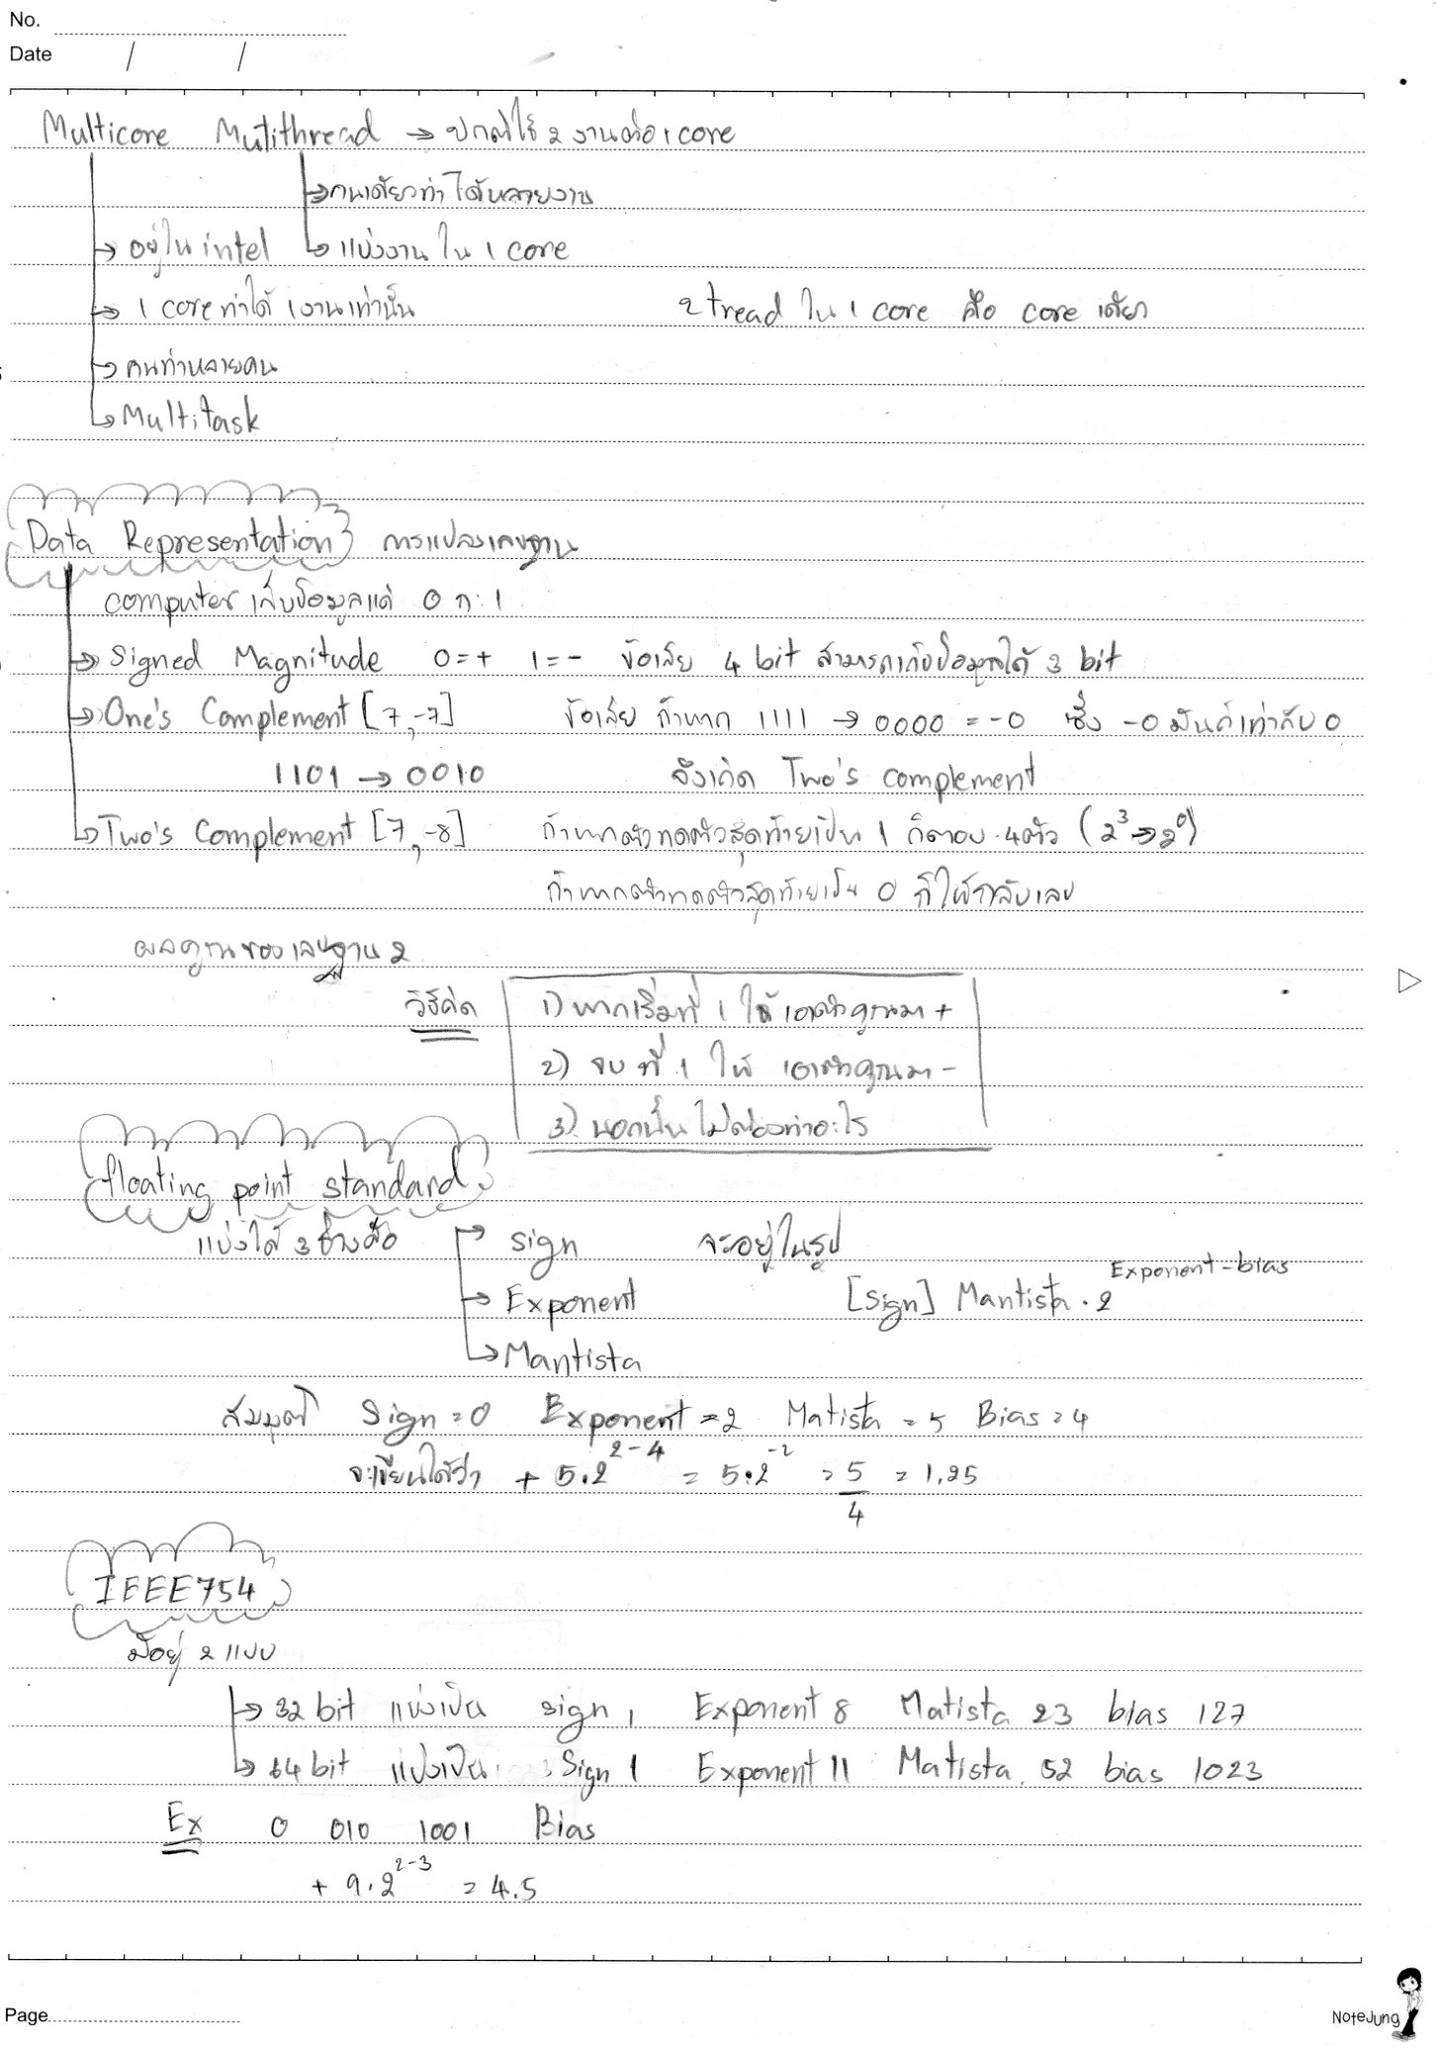 No.
Date / /
Multicore Mutithread → ปกติใช้ 2 งานต่อ 1 core
→ คนเดียวทำได้หลายงาน
→ อยู่ใน intel → แบ่งงานใน 1 core
→ 1 core ทำได้ 1 งานเท่านั้น 2 tread ใน 1 core คือ core เดียว
→ คนทำหลายคน
→ Multitask
Data Representation การแปลงเลขฐาน
computer เก็บข้อมูลแค่ 0 กะ 1
→ Signed Magnitude 0=+ 1=- ข้อเสีย 4 bit สามารถเก็บข้อมูลได้ 3 bit
→ One's Complement [7,-7] ข้อเสีย ถ้าหาก 1111 → 0000 = -0 ซึ่ง -0 มันก็เท่ากับ 0
1101 → 0010 จึงเกิด Two's complement
→ Two's Complement [7,-8] ถ้าหากตัวทดตัวสุดท้ายเป็น 1 ก็ตอบ 4ตัว (2³→2⁰)
ถ้าหากตัวทดตัวสุดท้ายเป็น 0 ก็ให้กลับเลข
ผลคูณของเลขฐาน 2
วิธีคิด 1) หากเริ่มที่ 1 ให้เอาตัวคูณมา +
2) จบที่ 1 ให้ เอาตัวคูณมา -
3) นอกนั้นไม่ต้องทำอะไร
floating point standard
แบ่งได้ 3 ช่วงคือ → sign จะอยู่ในรูป
→ Exponent [sign] Mantista · 2^Exponent-bias
→ Mantista
สมมุติ Sign = 0 Exponent = 2 Matista = 5 Bias = 4
จะเขียนได้ว่า + 5·2^2-4 = 5·2^-2 = 5/4 = 1.25
IEEE754
มีอยู่ 2 แบบ
→ 32 bit แบ่งเป็น sign 1 Exponent 8 Matista 23 bias 127
→ 64 bit แบ่งเป็น Sign 1 Exponent 11 Matista 52 bias 1023
Ex 0 010 1001 Bias
+ 9·2^2-3 = 4.5
Page
NoteJung